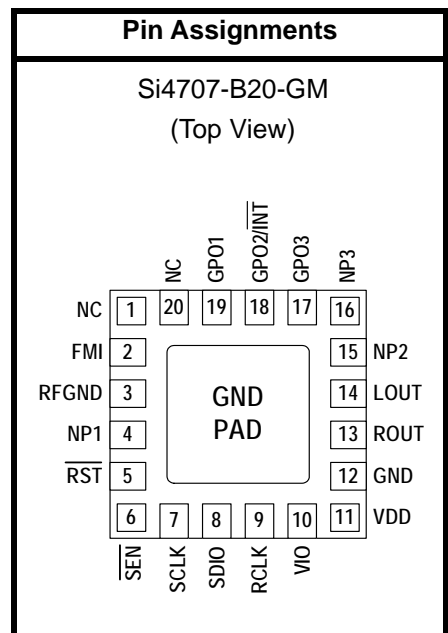 Pin Assignments
Si4707-B20-GM
(Top View)
NC
GPO1
GPO2/INT
GPO3
NP3
NC 1 20 19 18 17 16
FMI 2 15 NP2
RFGND 3 GND 14 LOUT
NP1 4 PAD 13 ROUT
RST 5 12 GND
6 7 8 9 10 11 VDD
SEN
SCLK
SDIO
RCLK
VIO